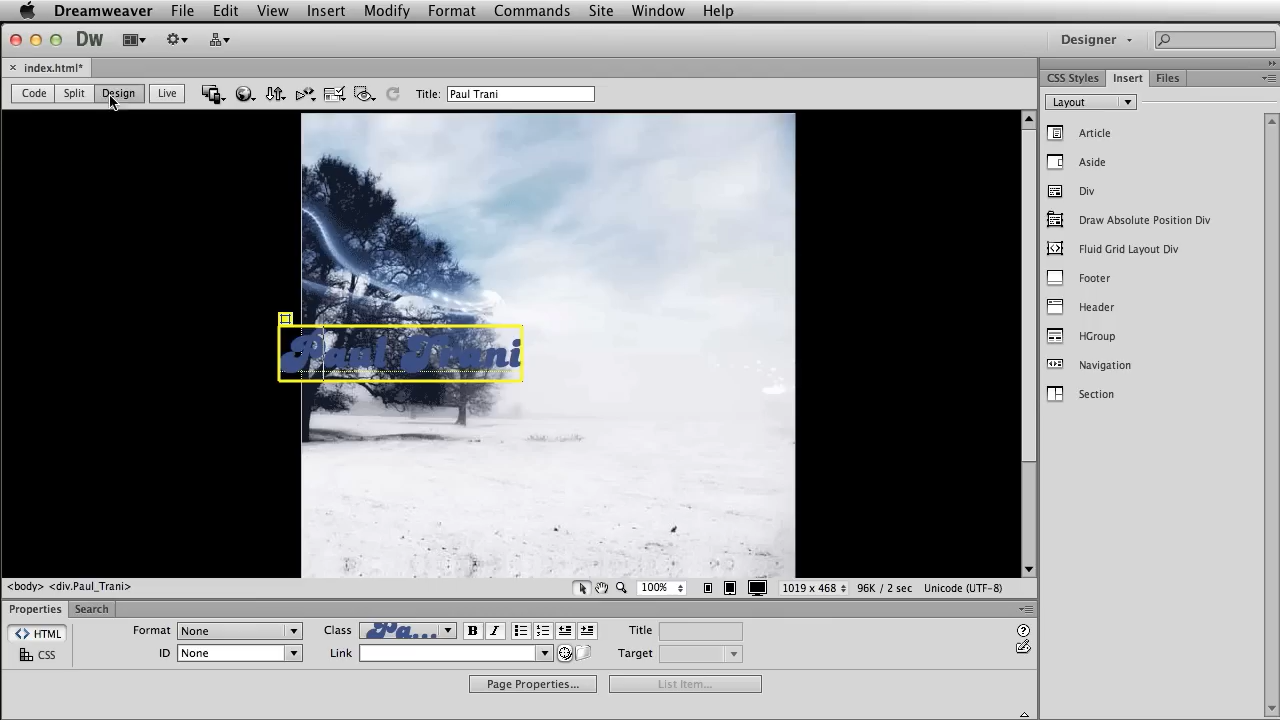 Dreamweaver File Edit View Insert Modify Format Commands Site Window Help
Dw Designer
× index.html*
Code Split Design Live Title: Paul Trani
CSS Styles Insert Files
Layout
Article
Aside
Div
Draw Absolute Position Div
Fluid Grid Layout Div
Footer
Header
HGroup
Navigation
Section
Paul Trani
<body> <div.Paul_Trani> 100% 1019 x 468 96K / 2 sec Unicode (UTF-8)
Properties Search
HTML Format None Class Pa... B I Title
CSS ID None Link Target
Page Properties... List Item...